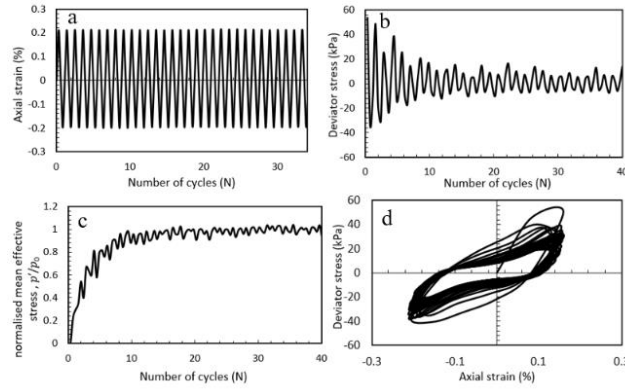 a
0.3
0.2
0.1
0
-0.1
-0.2
-0.3
Axial strain (%)
0 10 20 30
Number of cycles (N)
b
60
40
20
0
-20
-40
-60
Deviator stress (kPa)
0 10 20 30 40
Number of cycles (N)
c
1.2
1
0.8
0.6
0.4
0.2
0
normalised mean effective
stress , p'/p0
0 10 20 30 40
Number of cycles (N)
d
60
40
20
0
-20
-40
-60
Deviator stress (kPa)
-0.3 -0.1 0.1 0.3
Axial strain (%)